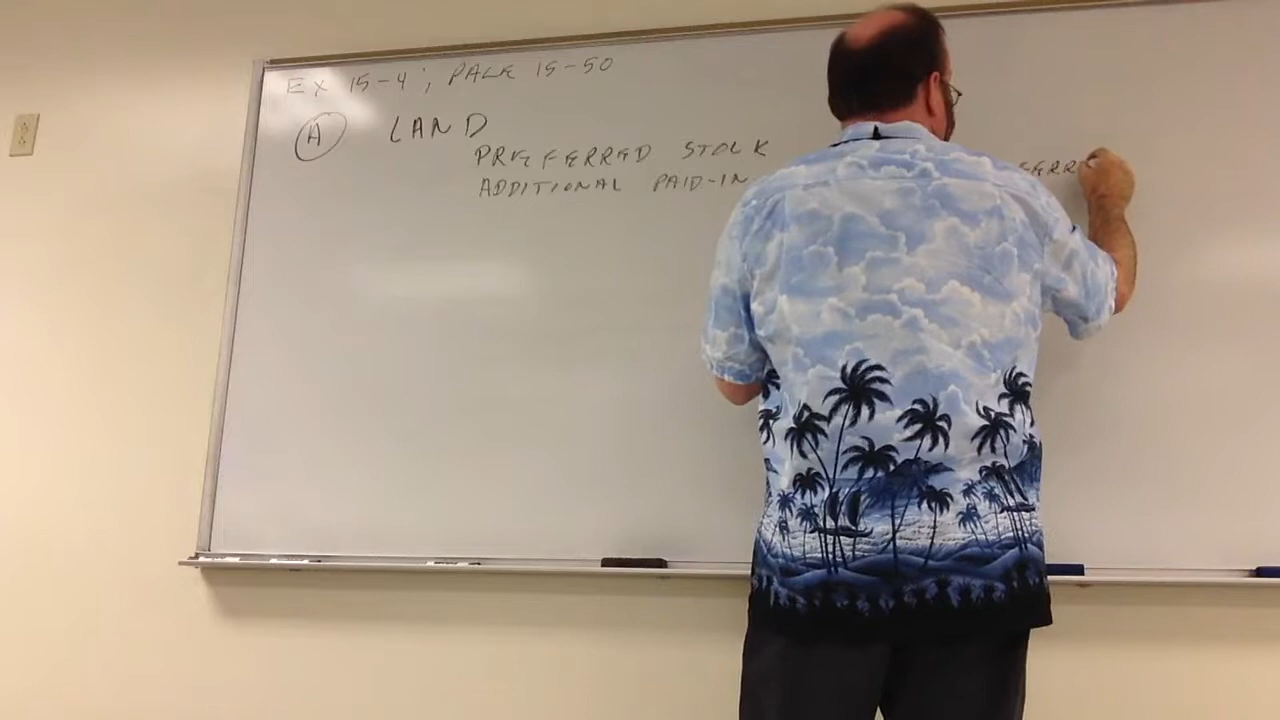 EX 15-4; PAGE 15-50
A LAND
PREFERRED STOCK
ADDITIONAL PAID-IN